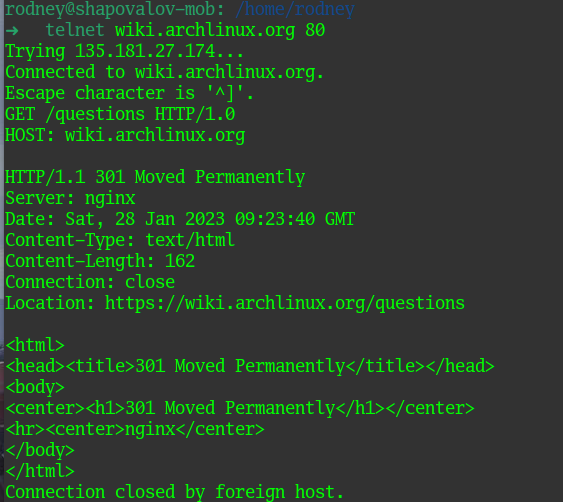 rodney@shapovalov-mob: /home/rodney
→ telnet wiki.archlinux.org 80
Trying 135.181.27.174...
Connected to wiki.archlinux.org.
Escape character is '^]'.
GET /questions HTTP/1.0
HOST: wiki.archlinux.org

HTTP/1.1 301 Moved Permanently
Server: nginx
Date: Sat, 28 Jan 2023 09:23:40 GMT
Content-Type: text/html
Content-Length: 162
Connection: close
Location: https://wiki.archlinux.org/questions

<html>
<head><title>301 Moved Permanently</title></head>
<body>
<center><h1>301 Moved Permanently</h1></center>
<hr><center>nginx</center>
</body>
</html>
Connection closed by foreign host.